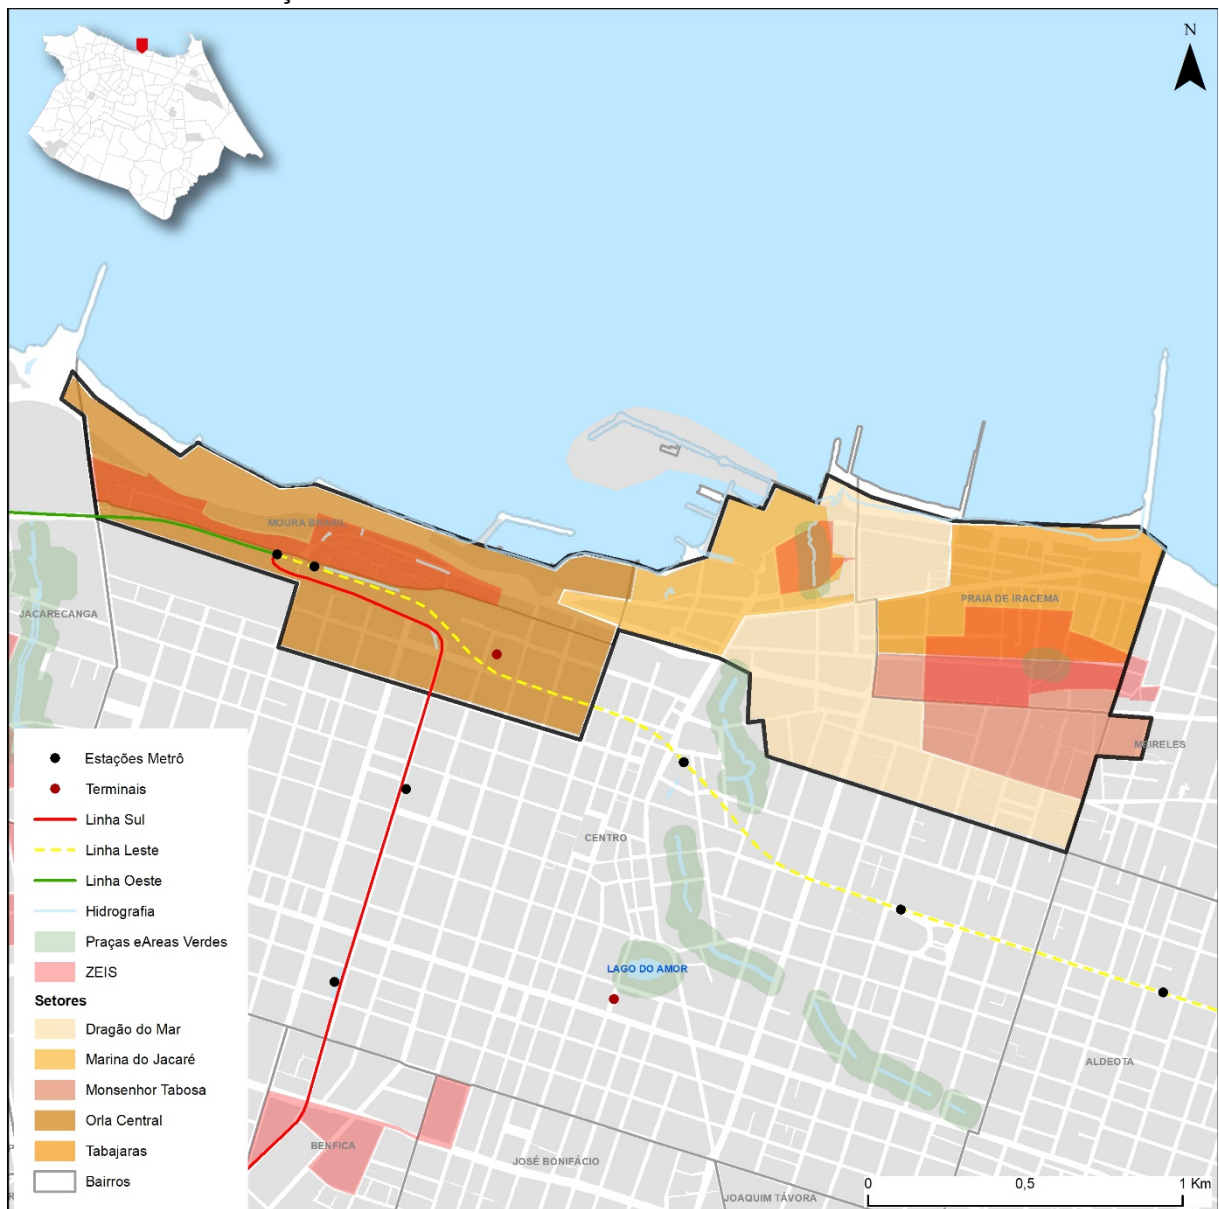 N
MOURA BRASIL
JACARECANGA
PRAIA DE IRACEMA
MEIRELES
CENTRO
LAGO DO AMOR
ALDEOTA
BENFICA
JOSÉ BONIFÁCIO
JOAQUIM TÁVORA
Estações Metrô
Terminais
Linha Sul
Linha Leste
Linha Oeste
Hidrografia
Praças eAreas Verdes
ZEIS
Setores
Dragão do Mar
Marina do Jacaré
Monsenhor Tabosa
Orla Central
Tabajaras
Bairros
0 0,5 1 Km